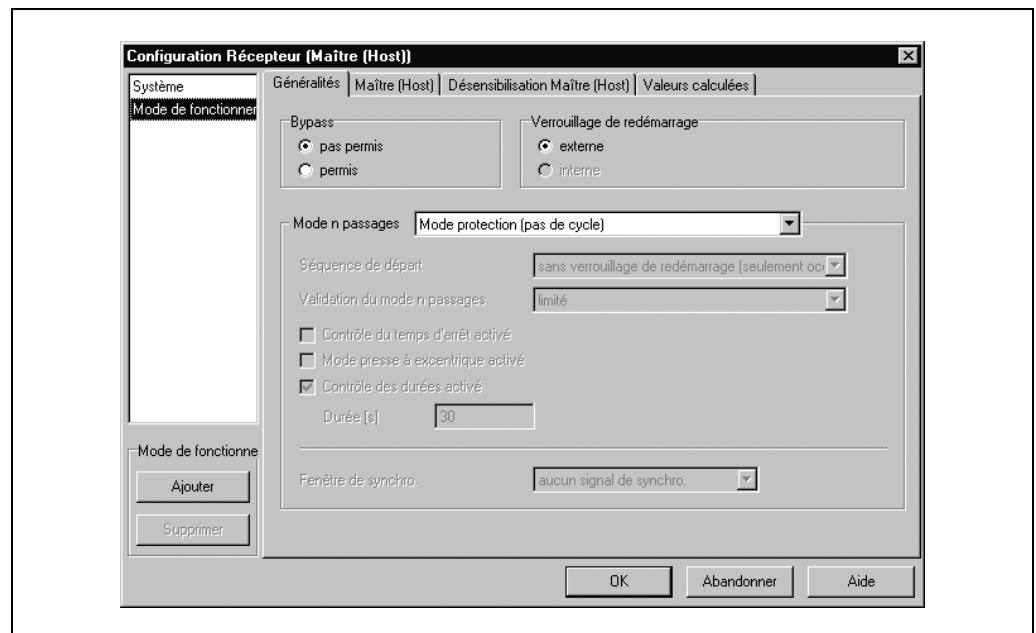 Configuration Récepteur (Maître (Host))
Système
Mode de fonctionner
Généralités
Maître (Host)
Désensibilisation Maître (Host)
Valeurs calculées
Bypass
pas permis
permis
Verrouillage de redémarrage
externe
interne
Mode n passages
Mode protection (pas de cycle)
Séquence de départ
sans verrouillage de redémarrage (seulement occ
Validation du mode n passages
limité
Contrôle du temps d'arrêt activé
Mode presse à excentrique activé
Contrôle des durées activé
Durée [s]
30
Fenêtre de synchro.
aucun signal de synchro.
Mode de fonctionne
Ajouter
Supprimer
OK
Abandonner
Aide